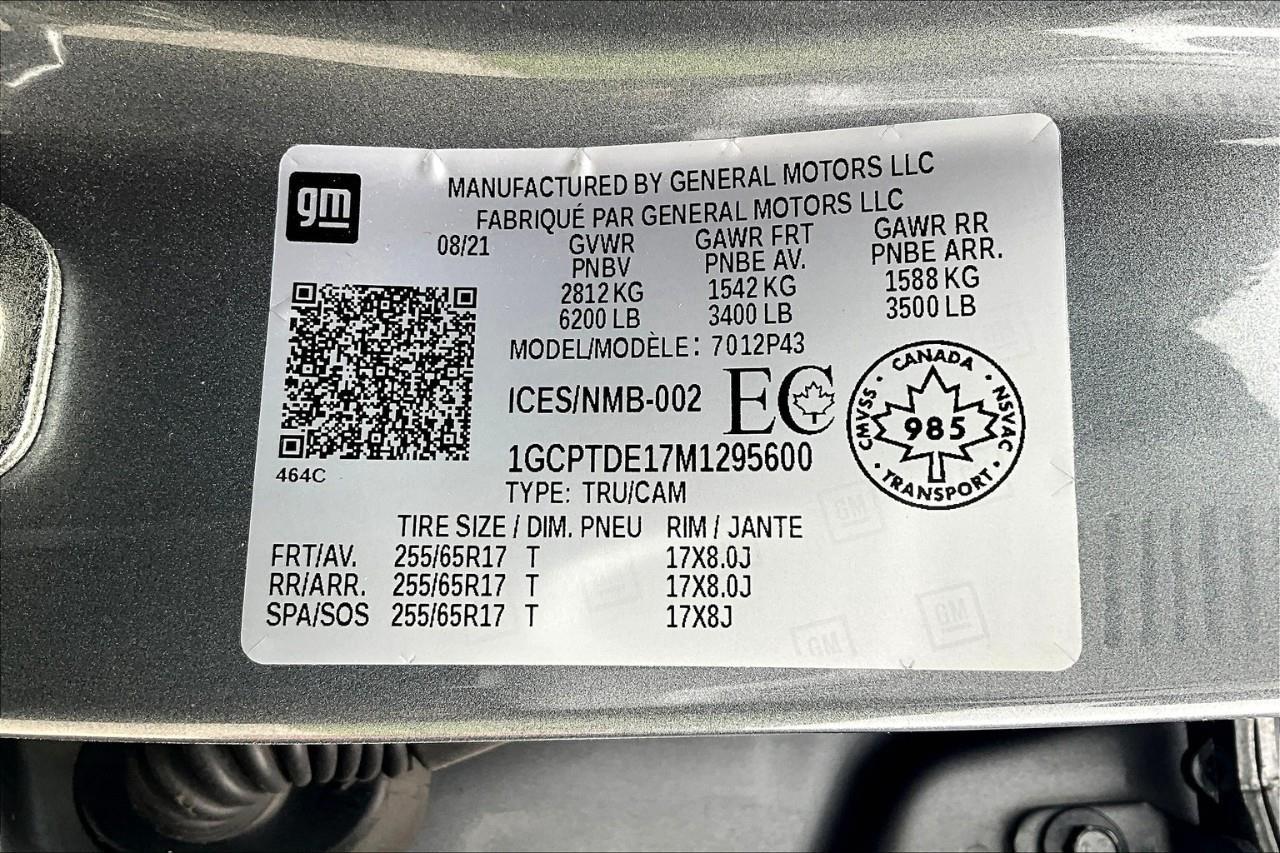 gm
MANUFACTURED BY GENERAL MOTORS LLC
FABRIQUÉ PAR GENERAL MOTORS LLC
08/21 GVWR GAWR FRT GAWR RR
PNBV PNBE AV. PNBE ARR.
2812 KG 1542 KG 1588 KG
6200 LB 3400 LB 3500 LB
MODEL/MODÈLE: 7012P43
ICES/NMB-002 EC
CANADA
CMVSS 985 NSVAC
TRANSPORT
1GCPTDE17M1295600
464C
TYPE: TRU/CAM
TIRE SIZE / DIM. PNEU RIM / JANTE
FRT/AV. 255/65R17 T 17X8.0J
RR/ARR. 255/65R17 T 17X8.0J
SPA/SOS 255/65R17 T 17X8J
GM
GM
GM